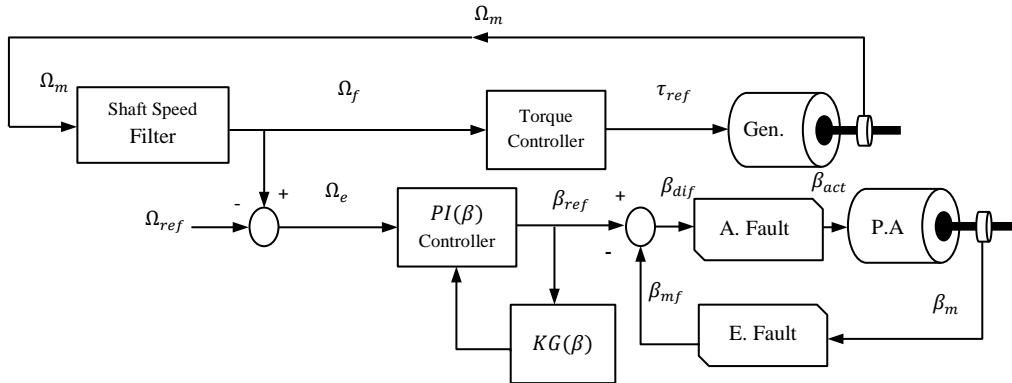 Ω_m
Ω_m
Shaft Speed
Filter
Ω_f
Torque
Controller
τ_ref
Gen.
Ω_ref
-
+
Ω_e
PI(β)
Controller
β_ref
+
-
β_dif
A. Fault
β_act
P.A
KG(β)
β_mf
E. Fault
β_m